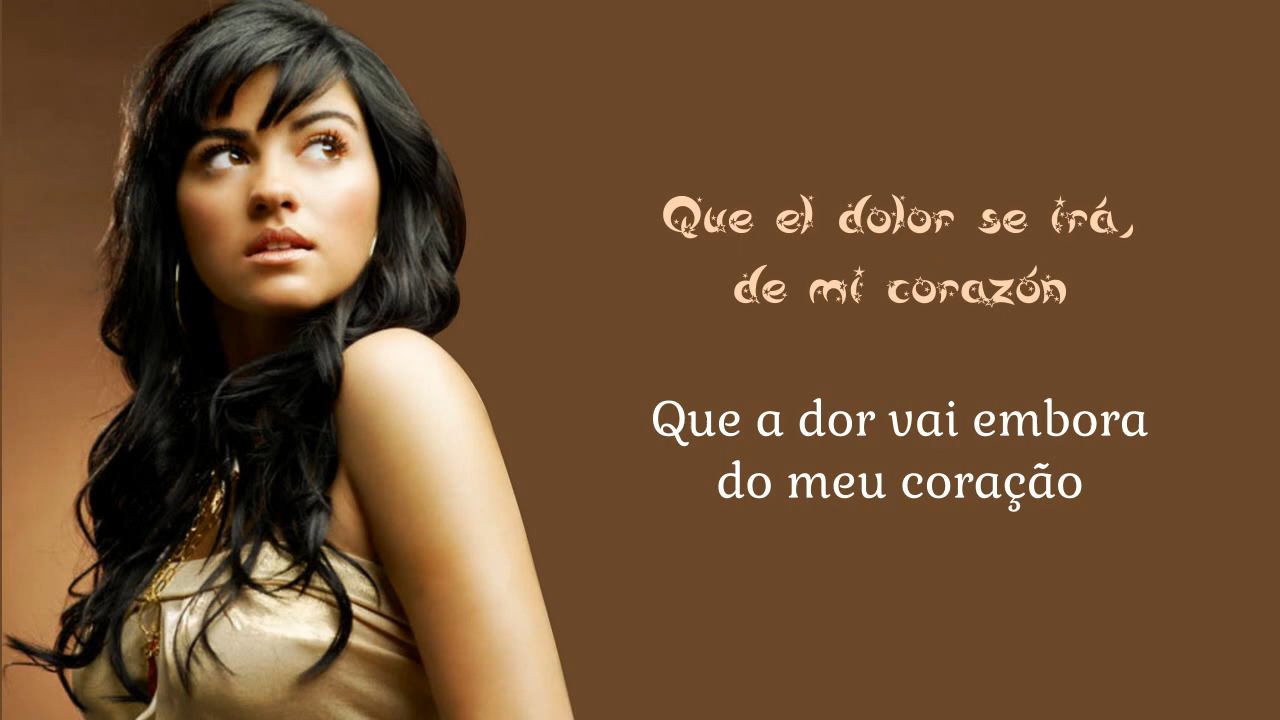 Que el dolor se irá,
de mi corazón
Que a dor vai embora
do meu coração